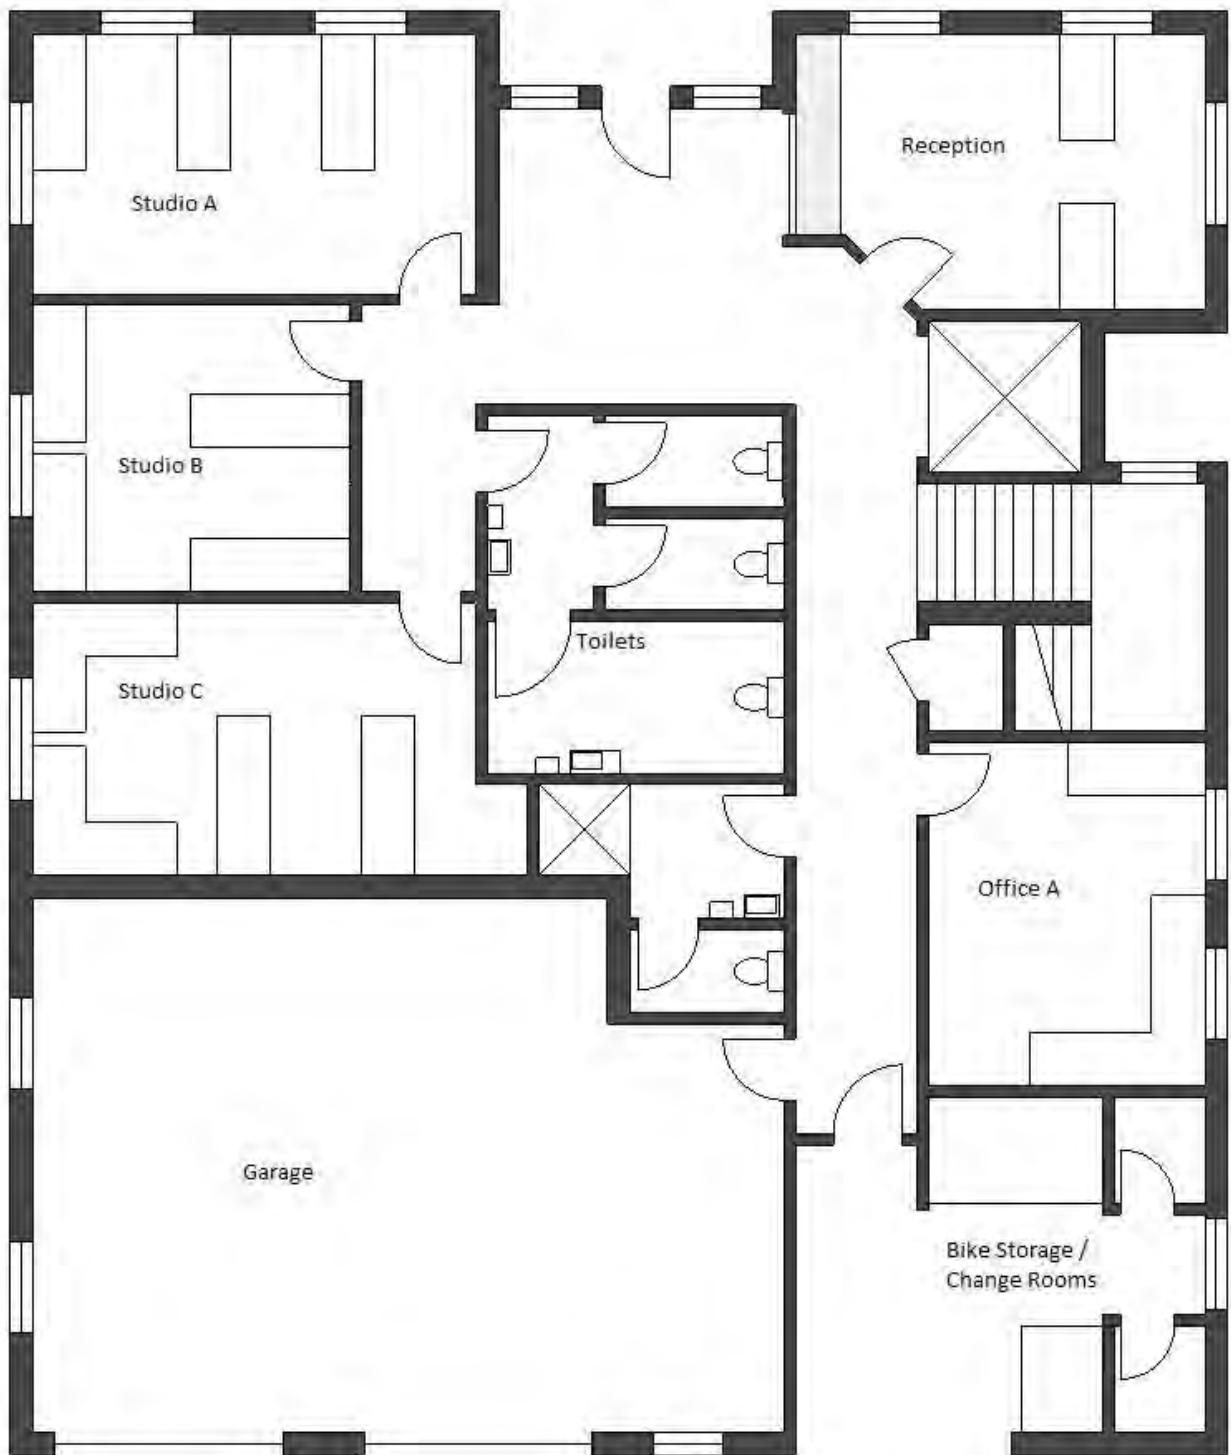 Reception
Studio A
Studio B
Toilets
Studio C
Office A
Garage
Bike Storage /
Change Rooms